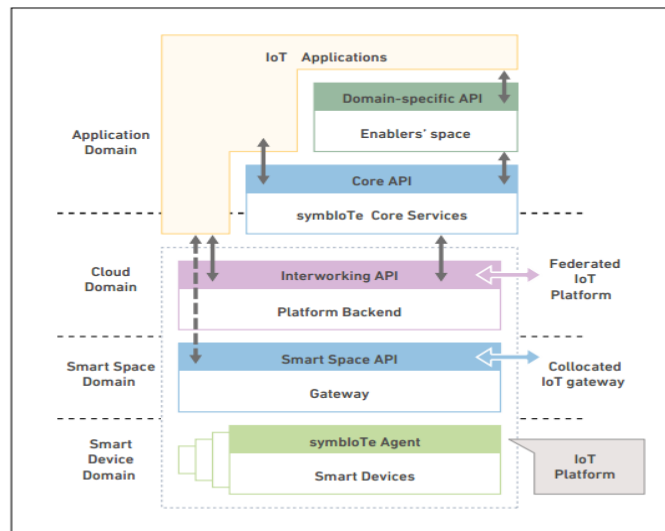 IoT Applications
Domain-specific API
Enablers' space
Application
Domain
Core API
symbIoTe Core Services
Cloud
Domain
Interworking API
Platform Backend
Federated
IoT
Platform
Smart Space
Domain
Smart Space API
Gateway
Collocated
IoT gateway
Smart
Device
Domain
symbIoTe Agent
Smart Devices
IoT
Platform